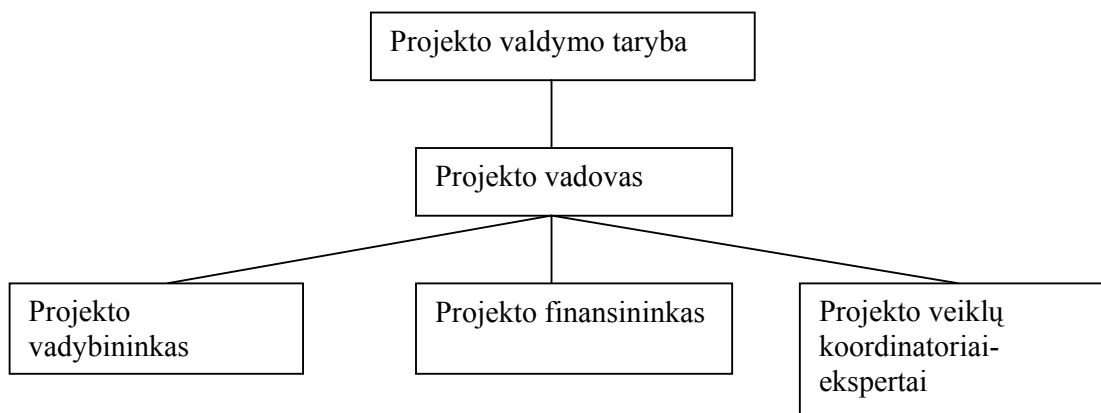 Projekto valdymo taryba
Projekto vadovas
Projekto
vadybininkas
Projekto finansininkas
Projekto veiklų
koordinatoriai-
ekspertai